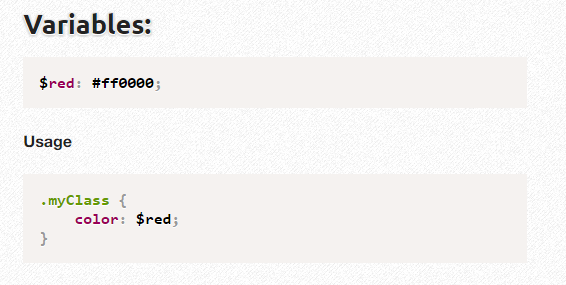 Variables:
$red: #ff0000;
Usage
.myClass {
    color: $red;
}